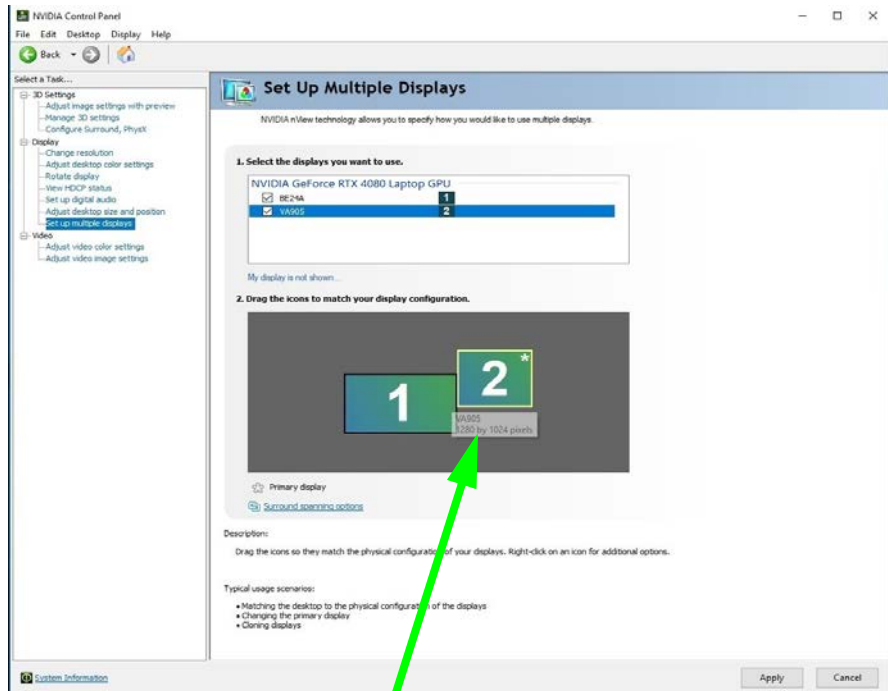 NVIDIA Control Panel
File Edit Desktop Display Help
Back
Select a Task...
3D Settings
Adjust image settings with preview
Manage 3D settings
Configure Surround, PhysX
Display
Change resolution
Adjust desktop color settings
Rotate display
View HDCP status
Set up digital audio
Adjust desktop size and position
Set up multiple displays
Video
Adjust video color settings
Adjust video image settings
Set Up Multiple Displays
NVIDIA nView technology allows you to specify how you would like to use multiple displays.
1. Select the displays you want to use.
NVIDIA GeForce RTX 4080 Laptop GPU
BE24A 1
VA905 2
My display is not shown...
2. Drag the icons to match your display configuration.
1
2 *
VA905
1280 by 1024 pixels
Primary display
Surround spanning options
Description:
Drag the icons so they match the physical configuration of your displays. Right-click on an icon for additional options.
Typical usage scenarios:
• Matching the desktop to the physical configuration of the displays
• Changing the primary display
• Cloning displays
System Information
Apply Cancel